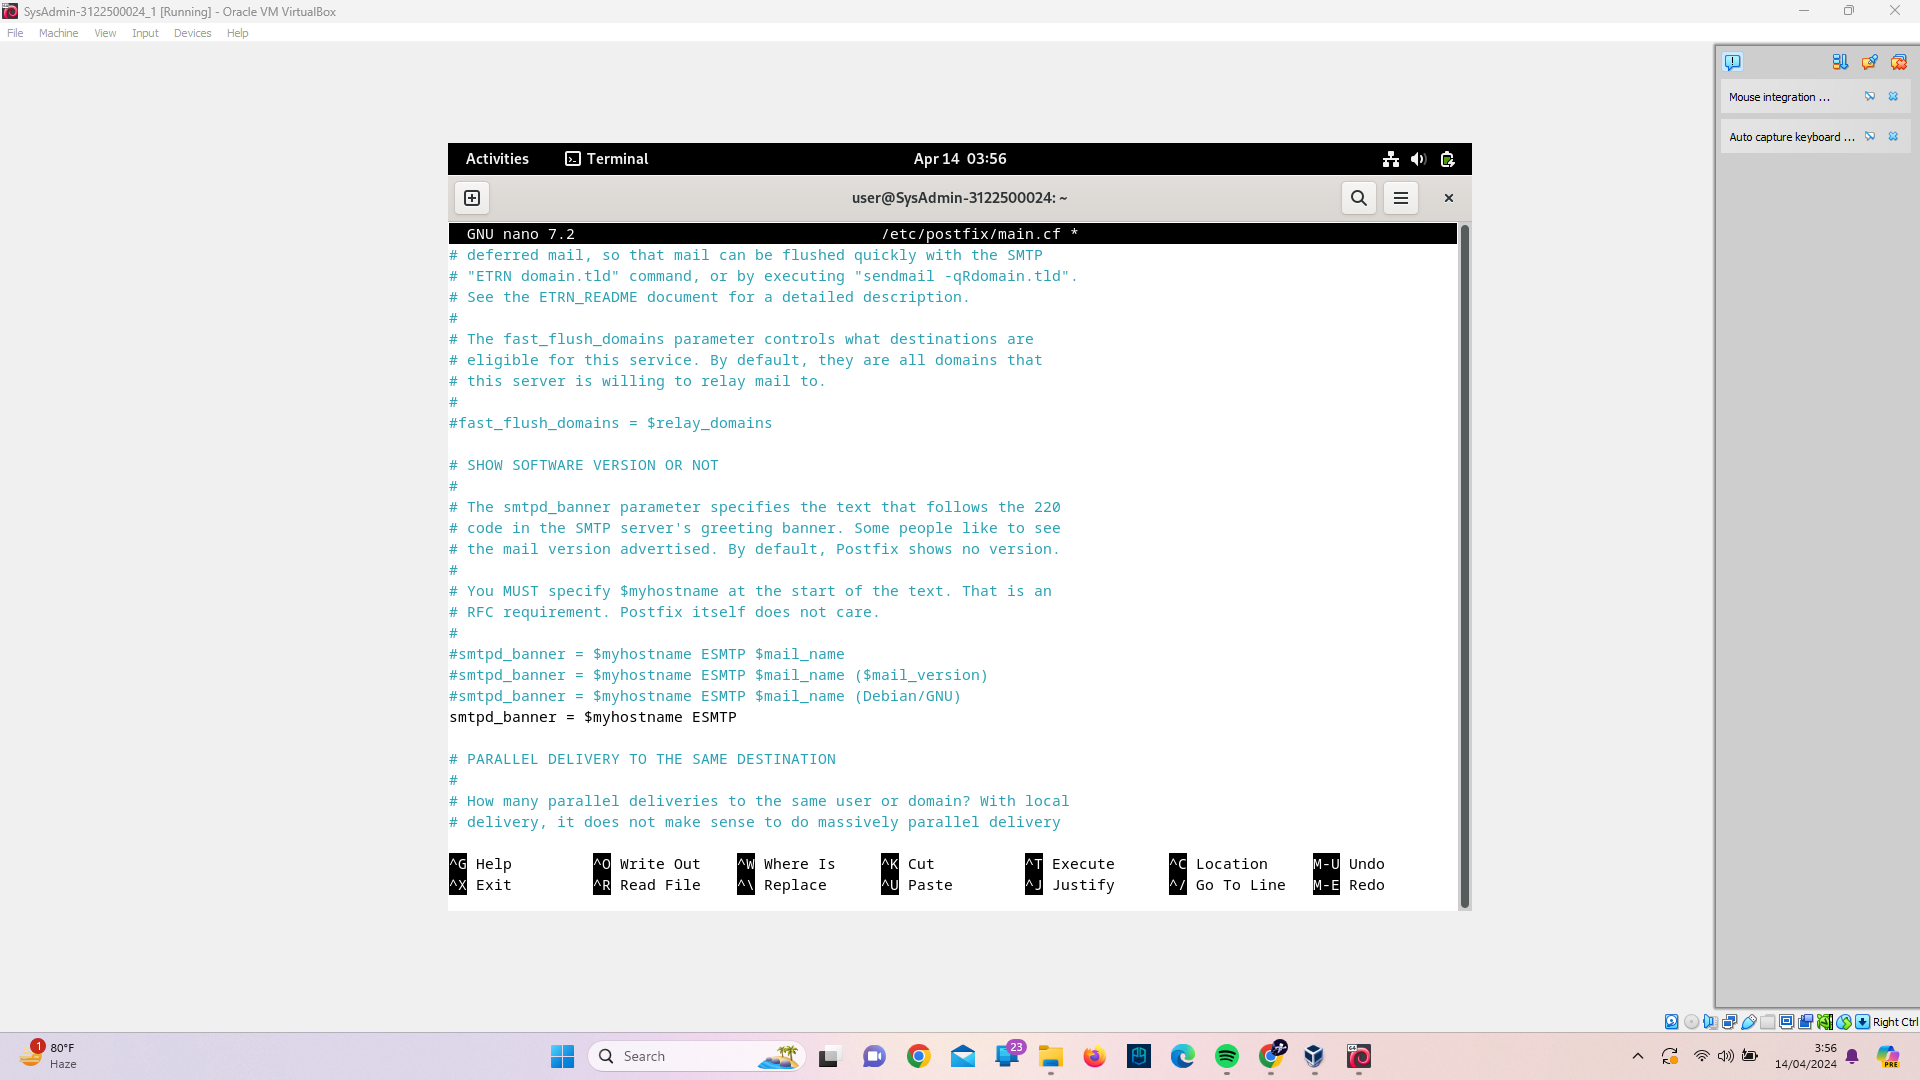 SysAdmin-3122500024_1 [Running] - Oracle VM VirtualBox
File Machine View Input Devices Help
Mouse integration ...
Auto capture keyboard ...
Activities Terminal Apr 14 03:56
user@SysAdmin-3122500024: ~
GNU nano 7.2 /etc/postfix/main.cf *
# deferred mail, so that mail can be flushed quickly with the SMTP
# "ETRN domain.tld" command, or by executing "sendmail -qRdomain.tld".
# See the ETRN_README document for a detailed description.
#
# The fast_flush_domains parameter controls what destinations are
# eligible for this service. By default, they are all domains that
# this server is willing to relay mail to.
#
#fast_flush_domains = $relay_domains
# SHOW SOFTWARE VERSION OR NOT
#
# The smtpd_banner parameter specifies the text that follows the 220
# code in the SMTP server's greeting banner. Some people like to see
# the mail version advertised. By default, Postfix shows no version.
#
# You MUST specify $myhostname at the start of the text. That is an
# RFC requirement. Postfix itself does not care.
#
#smtpd_banner = $myhostname ESMTP $mail_name
#smtpd_banner = $myhostname ESMTP $mail_name ($mail_version)
#smtpd_banner = $myhostname ESMTP $mail_name (Debian/GNU)
smtpd_banner = $myhostname ESMTP
# PARALLEL DELIVERY TO THE SAME DESTINATION
#
# How many parallel deliveries to the same user or domain? With local
# delivery, it does not make sense to do massively parallel delivery
^G Help ^O Write Out ^W Where Is ^K Cut ^T Execute ^C Location M-U Undo
^X Exit ^R Read File ^\ Replace ^U Paste ^J Justify ^/ Go To Line M-E Redo
Right Ctrl
1
80°F
Haze
Search
23
3:56
14/04/2024
PRE